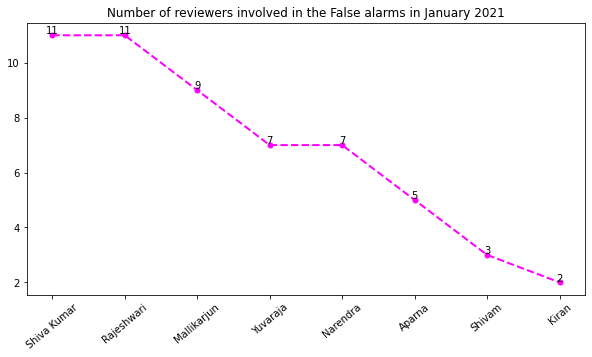 Number of reviewers involved in the False alarms in January 2021
11
11
9
7
7
5
3
2
10
8
6
4
2
Shiva Kumar
Rajeshwari
Mallikarjun
Yuvaraja
Narendra
Aparna
Shivam
Kiran